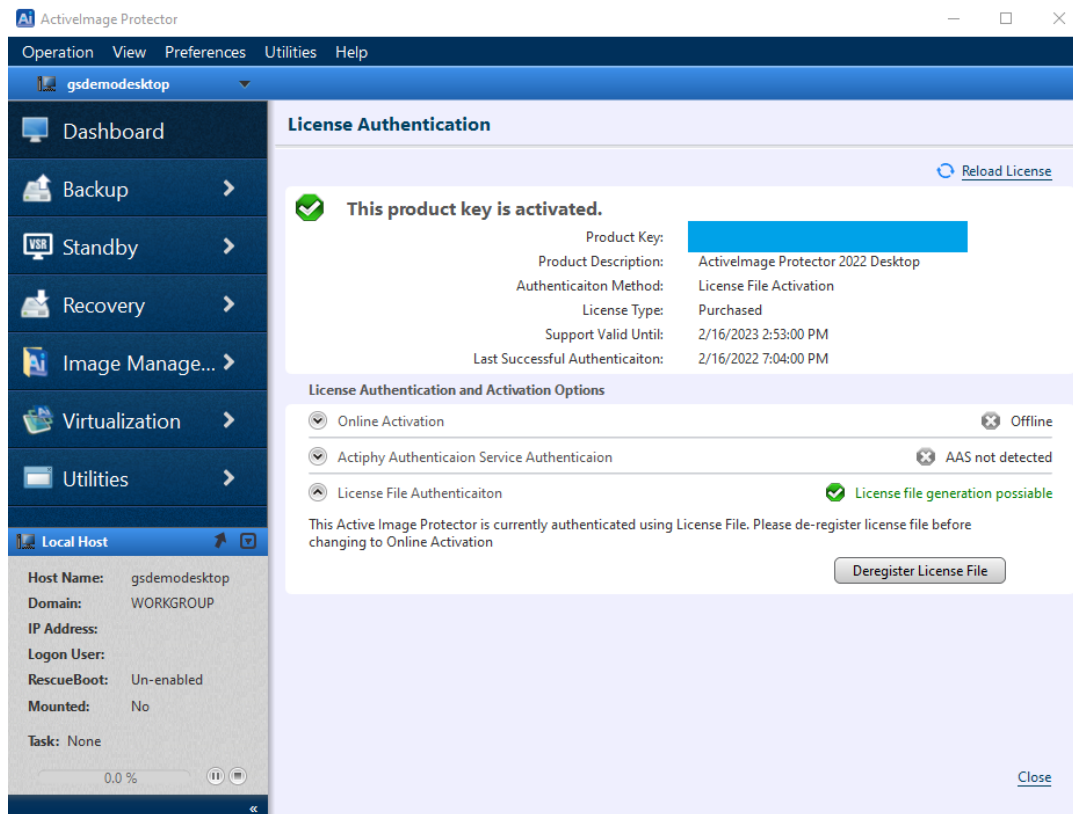 Ai ActiveImage Protector
Operation View Preferences Utilities Help
gsdemodesktop
Dashboard
Backup
VSR Standby
Recovery
Ai Image Manage...
Virtualization
Utilities
Local Host
Host Name: gsdemodesktop
Domain: WORKGROUP
IP Address:
Logon User:
RescueBoot: Un-enabled
Mounted: No
Task: None
0.0 %
«
License Authentication
Reload License
This product key is activated.
Product Key:
Product Description: ActiveImage Protector 2022 Desktop
Authenticaiton Method: License File Activation
License Type: Purchased
Support Valid Until: 2/16/2023 2:53:00 PM
Last Successful Authenticaiton: 2/16/2022 7:04:00 PM
License Authentication and Activation Options
Online Activation Offline
Actiphy Authenticaion Service Authenticaion AAS not detected
License File Authenticaiton License file generation possiable
This Active Image Protector is currently authenticated using License File. Please de-register license file before
changing to Online Activation
Deregister License File
Close